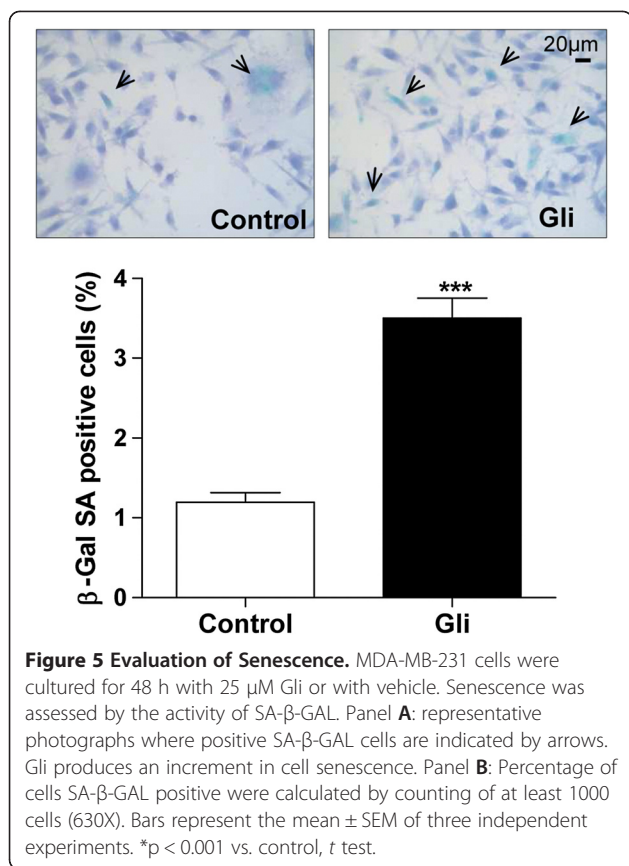 20μm
Control
Gli
β-Gal SA positive cells (%)
4
3
2
1
0
***
Control
Gli
Figure 5 Evaluation of Senescence. MDA-MB-231 cells were
cultured for 48 h with 25 μM Gli or with vehicle. Senescence was
assessed by the activity of SA-β-GAL. Panel A: representative
photographs where positive SA-β-GAL cells are indicated by arrows.
Gli produces an increment in cell senescence. Panel B: Percentage of
cells SA-β-GAL positive were calculated by counting of at least 1000
cells (630X). Bars represent the mean ± SEM of three independent
experiments. *p < 0.001 vs. control, t test.